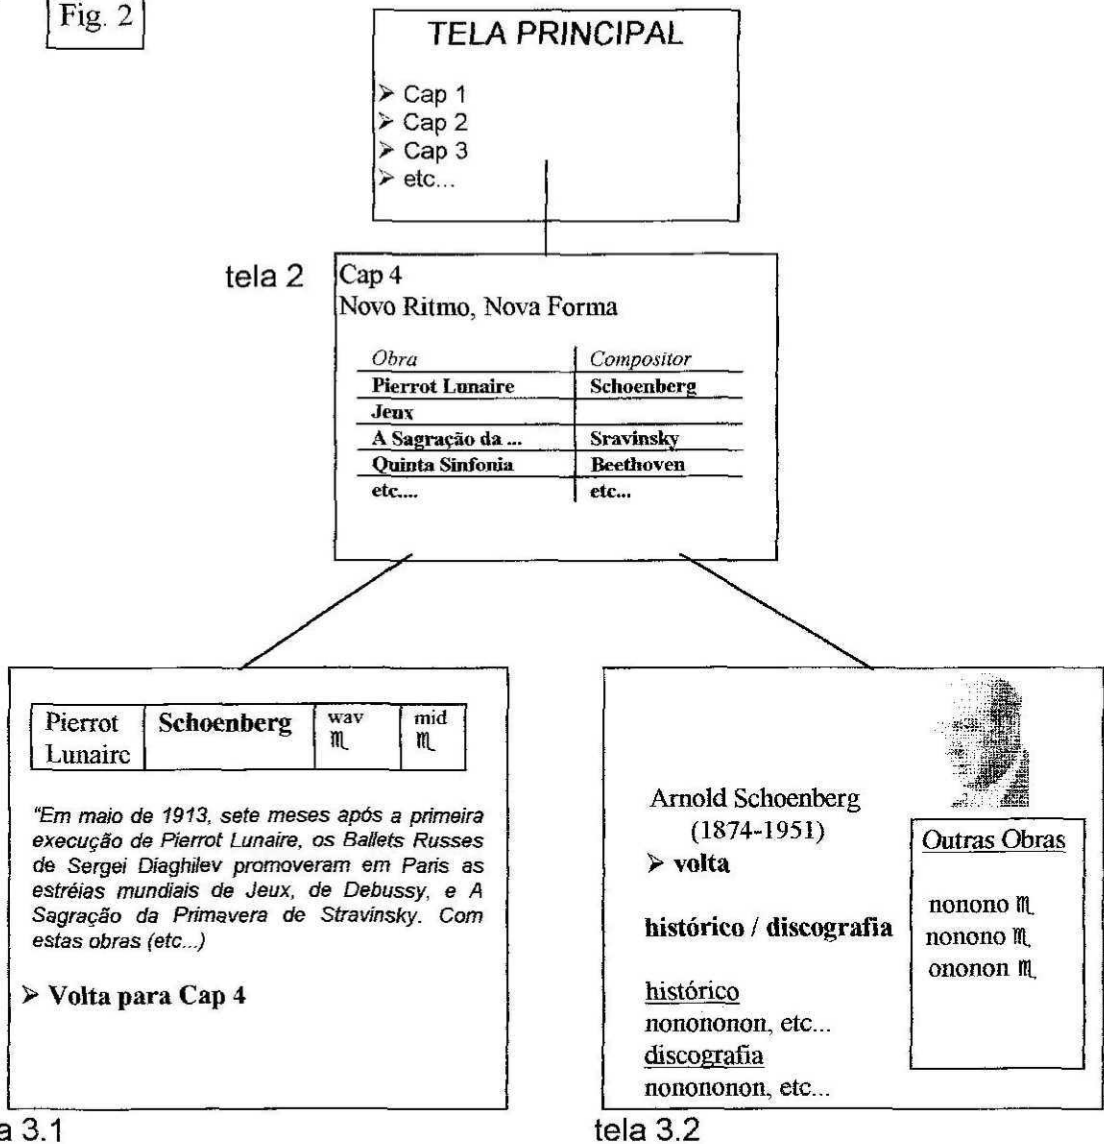 Fig. 2
TELA PRINCIPAL
➢ Cap 1
➢ Cap 2
➢ Cap 3
➢ etc...
tela 2
Cap 4
Novo Ritmo, Nova Forma
Obra Compositor
Pierrot Lunaire Schoenberg
Jeux
A Sagração da ... Sravinsky
Quinta Sinfonia Beethoven
etc.... etc...
Pierrot Schoenberg wav mid
Lunaire ♏ ♏
"Em maio de 1913, sete meses após a primeira
execução de Pierrot Lunaire, os Ballets Russes
de Sergei Diaghilev promoveram em Paris as
estréias mundiais de Jeux, de Debussy, e A
Sagração da Primavera de Stravinsky. Com
estas obras (etc...)
➢ Volta para Cap 4
a 3.1
Arnold Schoenberg
(1874-1951)
➢ volta
histórico / discografia
histórico
nonononon, etc...
discografia
nonononon, etc...
Outras Obras
nonono ♏
nonono ♏
ononon ♏
tela 3.2